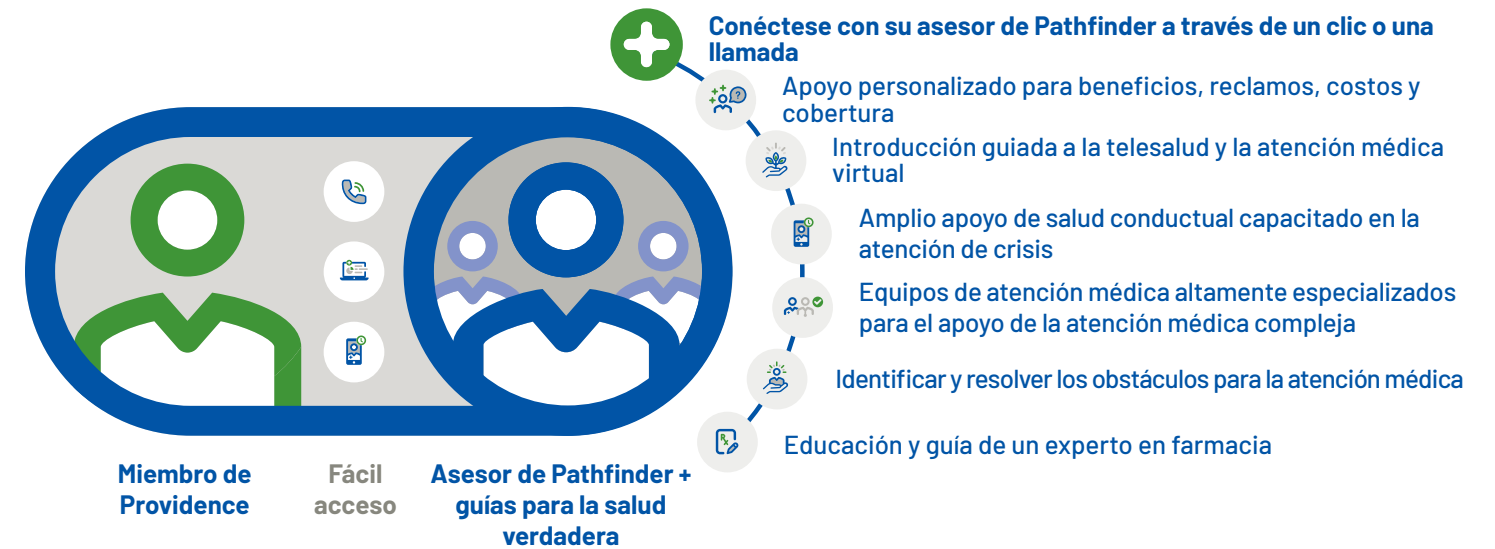 Conéctese con su asesor de Pathfinder a través de un clic o una
llamada
Apoyo personalizado para beneficios, reclamos, costos y
cobertura
Introducción guiada a la telesalud y la atención médica
virtual
Amplio apoyo de salud conductual capacitado en la
atención de crisis
Equipos de atención médica altamente especializados
para el apoyo de la atención médica compleja
Identificar y resolver los obstáculos para la atención médica
Educación y guía de un experto en farmacia
Miembro de
Providence
Fácil
acceso
Asesor de Pathfinder +
guías para la salud
verdadera